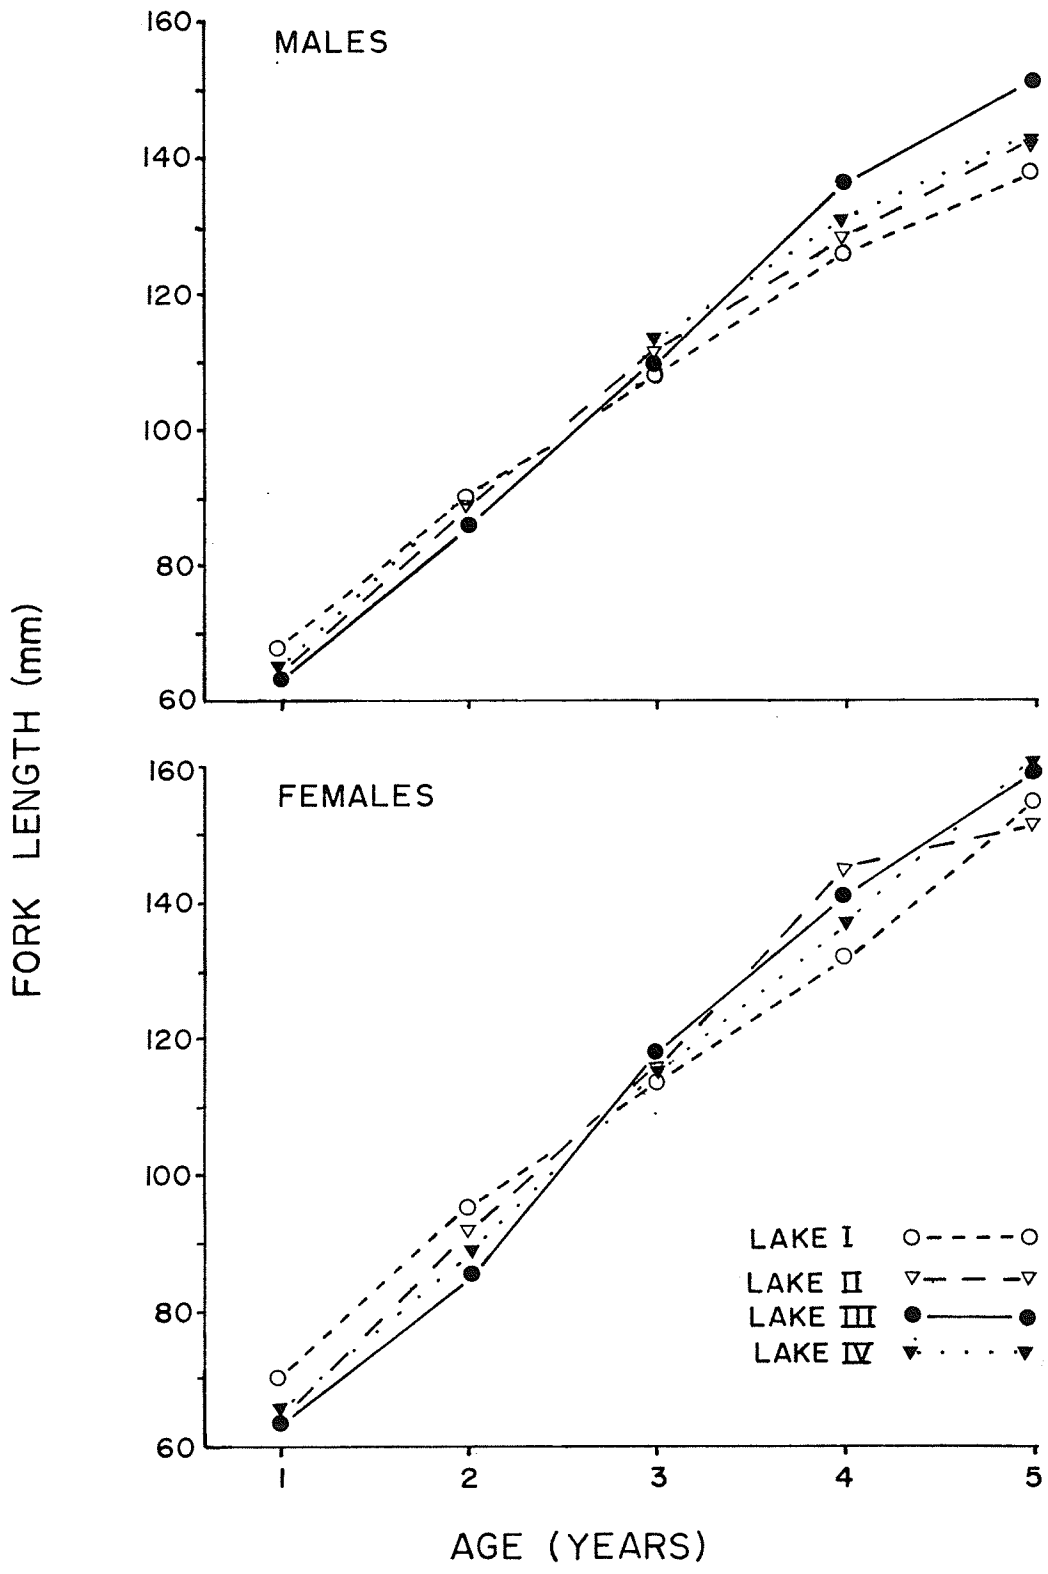 FORK LENGTH (mm)
MALES
160
140
120
100
80
60
FEMALES
160
140
120
100
80
60
1 2 3 4 5
AGE (YEARS)
LAKE I
LAKE II
LAKE III
LAKE IV